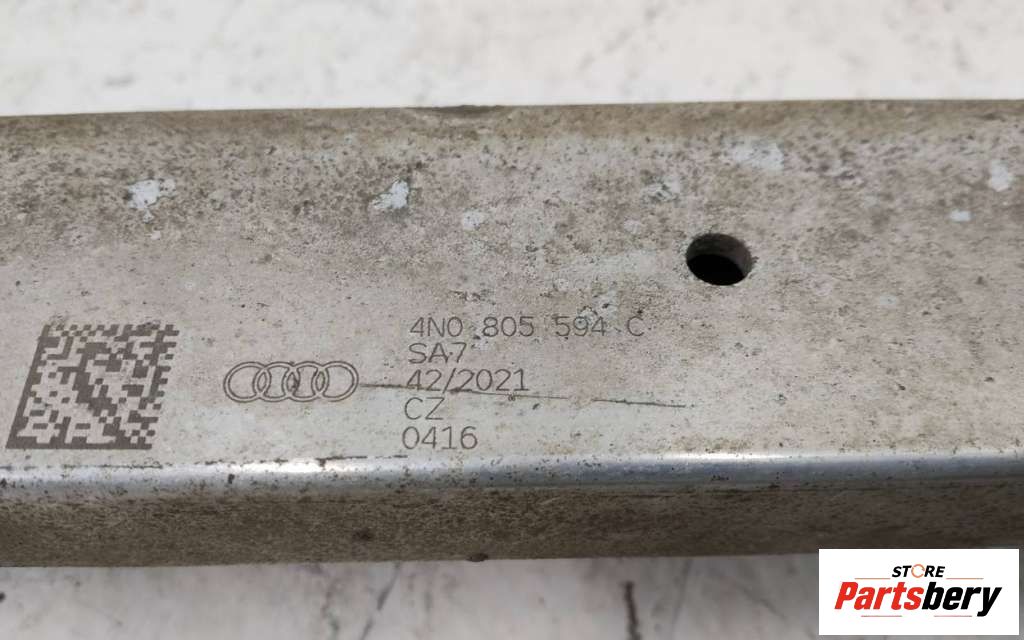 4N0 805 594 C
SA7
42/2021
CZ
0416
STORE
Partsbery